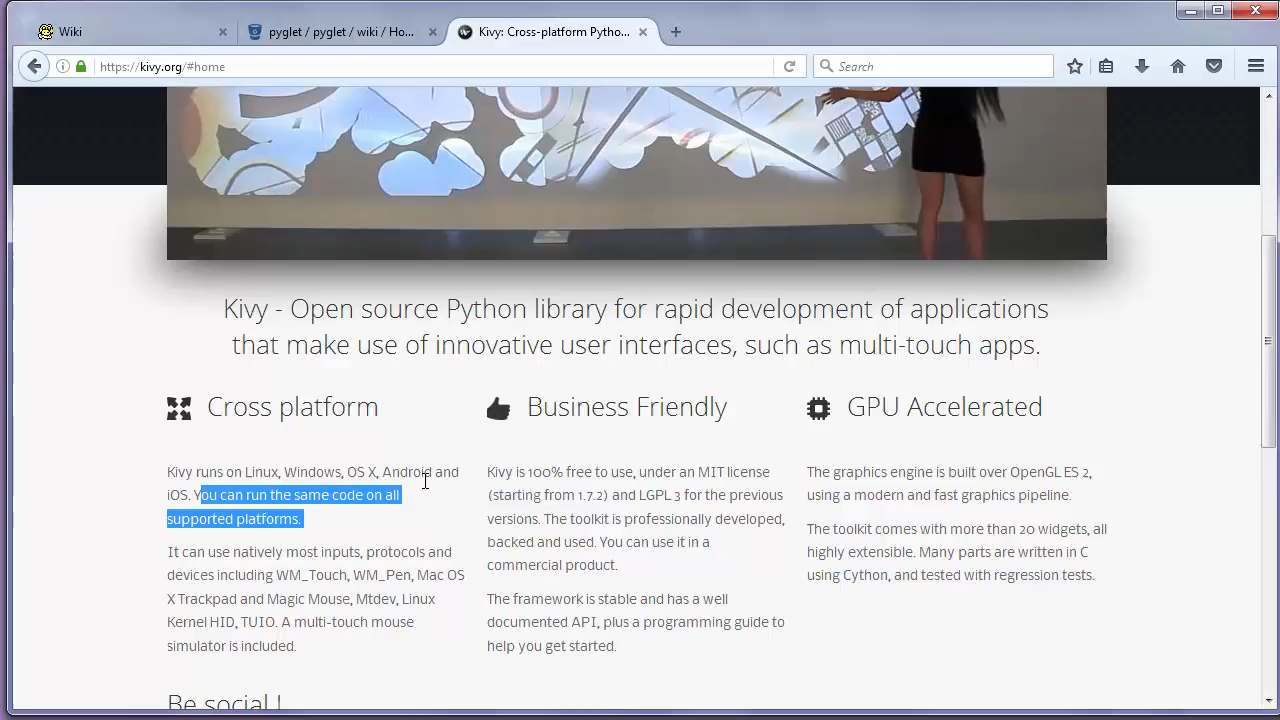 Wiki
pyglet / pyglet / wiki / Ho...
Kivy: Cross-platform Pytho...
https://kivy.org/#home
Search
Kivy - Open source Python library for rapid development of applications
that make use of innovative user interfaces, such as multi-touch apps.
Cross platform
Kivy runs on Linux, Windows, OS X, Android and
iOS. You can run the same code on all
supported platforms.
It can use natively most inputs, protocols and
devices including WM_Touch, WM_Pen, Mac OS
X Trackpad and Magic Mouse, Mtdev, Linux
Kernel HID, TUIO. A multi-touch mouse
simulator is included.
Business Friendly
Kivy is 100% free to use, under an MIT license
(starting from 1.7.2) and LGPL 3 for the previous
versions. The toolkit is professionally developed,
backed and used. You can use it in a
commercial product.
The framework is stable and has a well
documented API, plus a programming guide to
help you get started.
GPU Accelerated
The graphics engine is built over OpenGL ES 2,
using a modern and fast graphics pipeline.
The toolkit comes with more than 20 widgets, all
highly extensible. Many parts are written in C
using Cython, and tested with regression tests.
Be social !